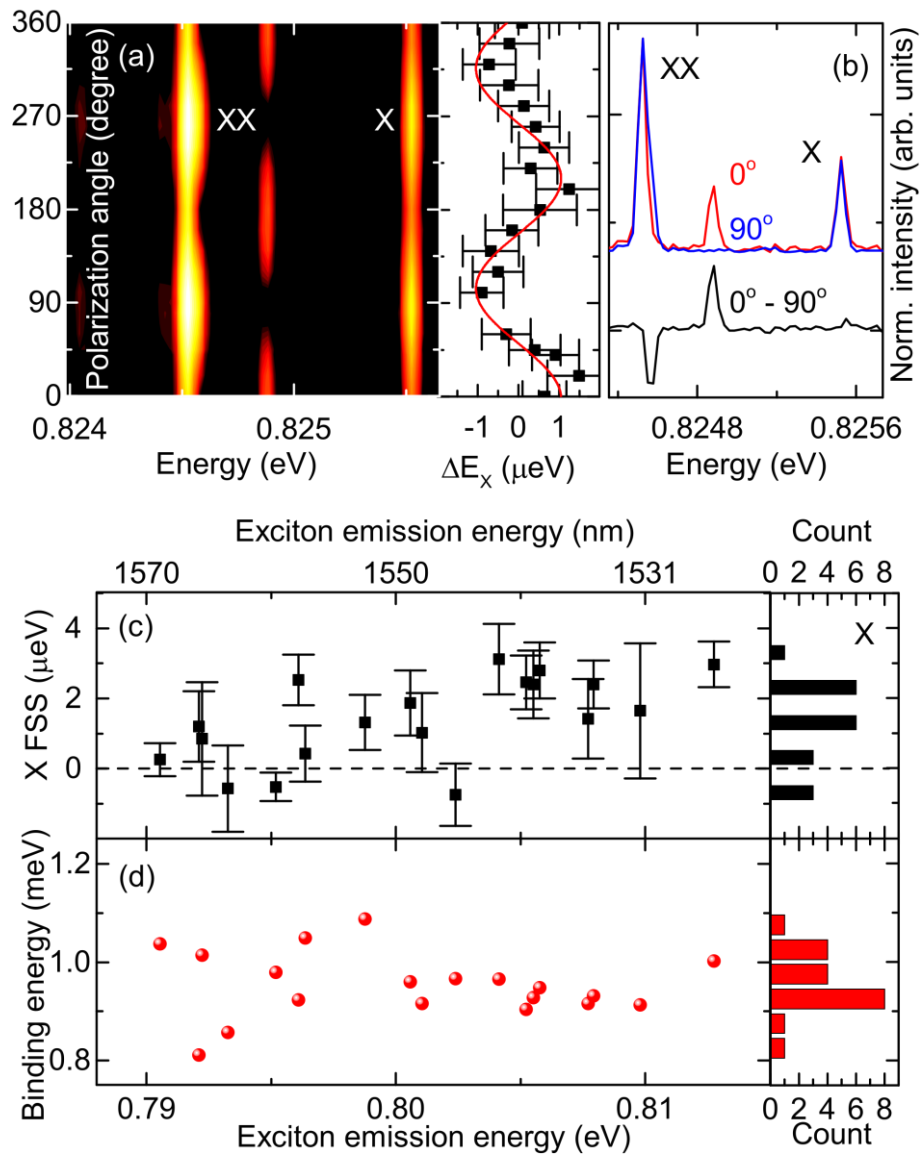 360
270
180
90
0
Polarization angle (degree)
(a)
XX
X
0.824
0.825
Energy (eV)
-1
0
1
ΔE_X (μeV)
(b)
XX
X
0°
90°
0° - 90°
0.8248
0.8256
Energy (eV)
Norm. intensity (arb. units)
Exciton emission energy (nm)
1570
1550
1531
Count
0 2 4 6 8
(c)
X
4
2
0
X FSS (μeV)
(d)
1.2
1.0
0.8
Binding energy (meV)
0.79
0.80
0.81
Exciton emission energy (eV)
0 2 4 6 8
Count